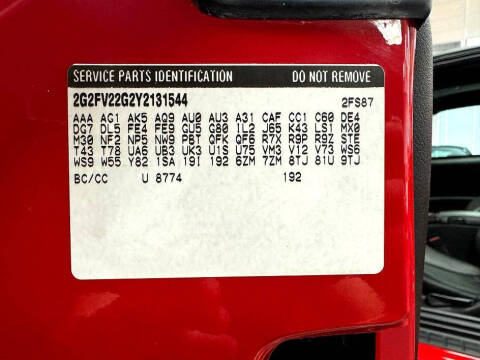 SERVICE PARTS IDENTIFICATION DO NOT REMOVE
2G2FV22G2Y2131544 2FS87
AAA AG1 AK5 AQ9 AU0 AU3 A31 CAF CC1 C60 DE4
DG7 DL5 FE4 FE9 GU5 G80 IL2 J65 K43 LS1 MX0
M30 NF2 NP5 NW9 PBT QFK QFB R7X R9P R9Z STE
T43 T78 UA6 UB3 UK3 U1S U75 VM3 V12 V73 WS6
WS9 W55 Y82 1SA 19I 192 6ZM 7ZM 8TJ 81U 9TJ
BC/CC U 8774 192